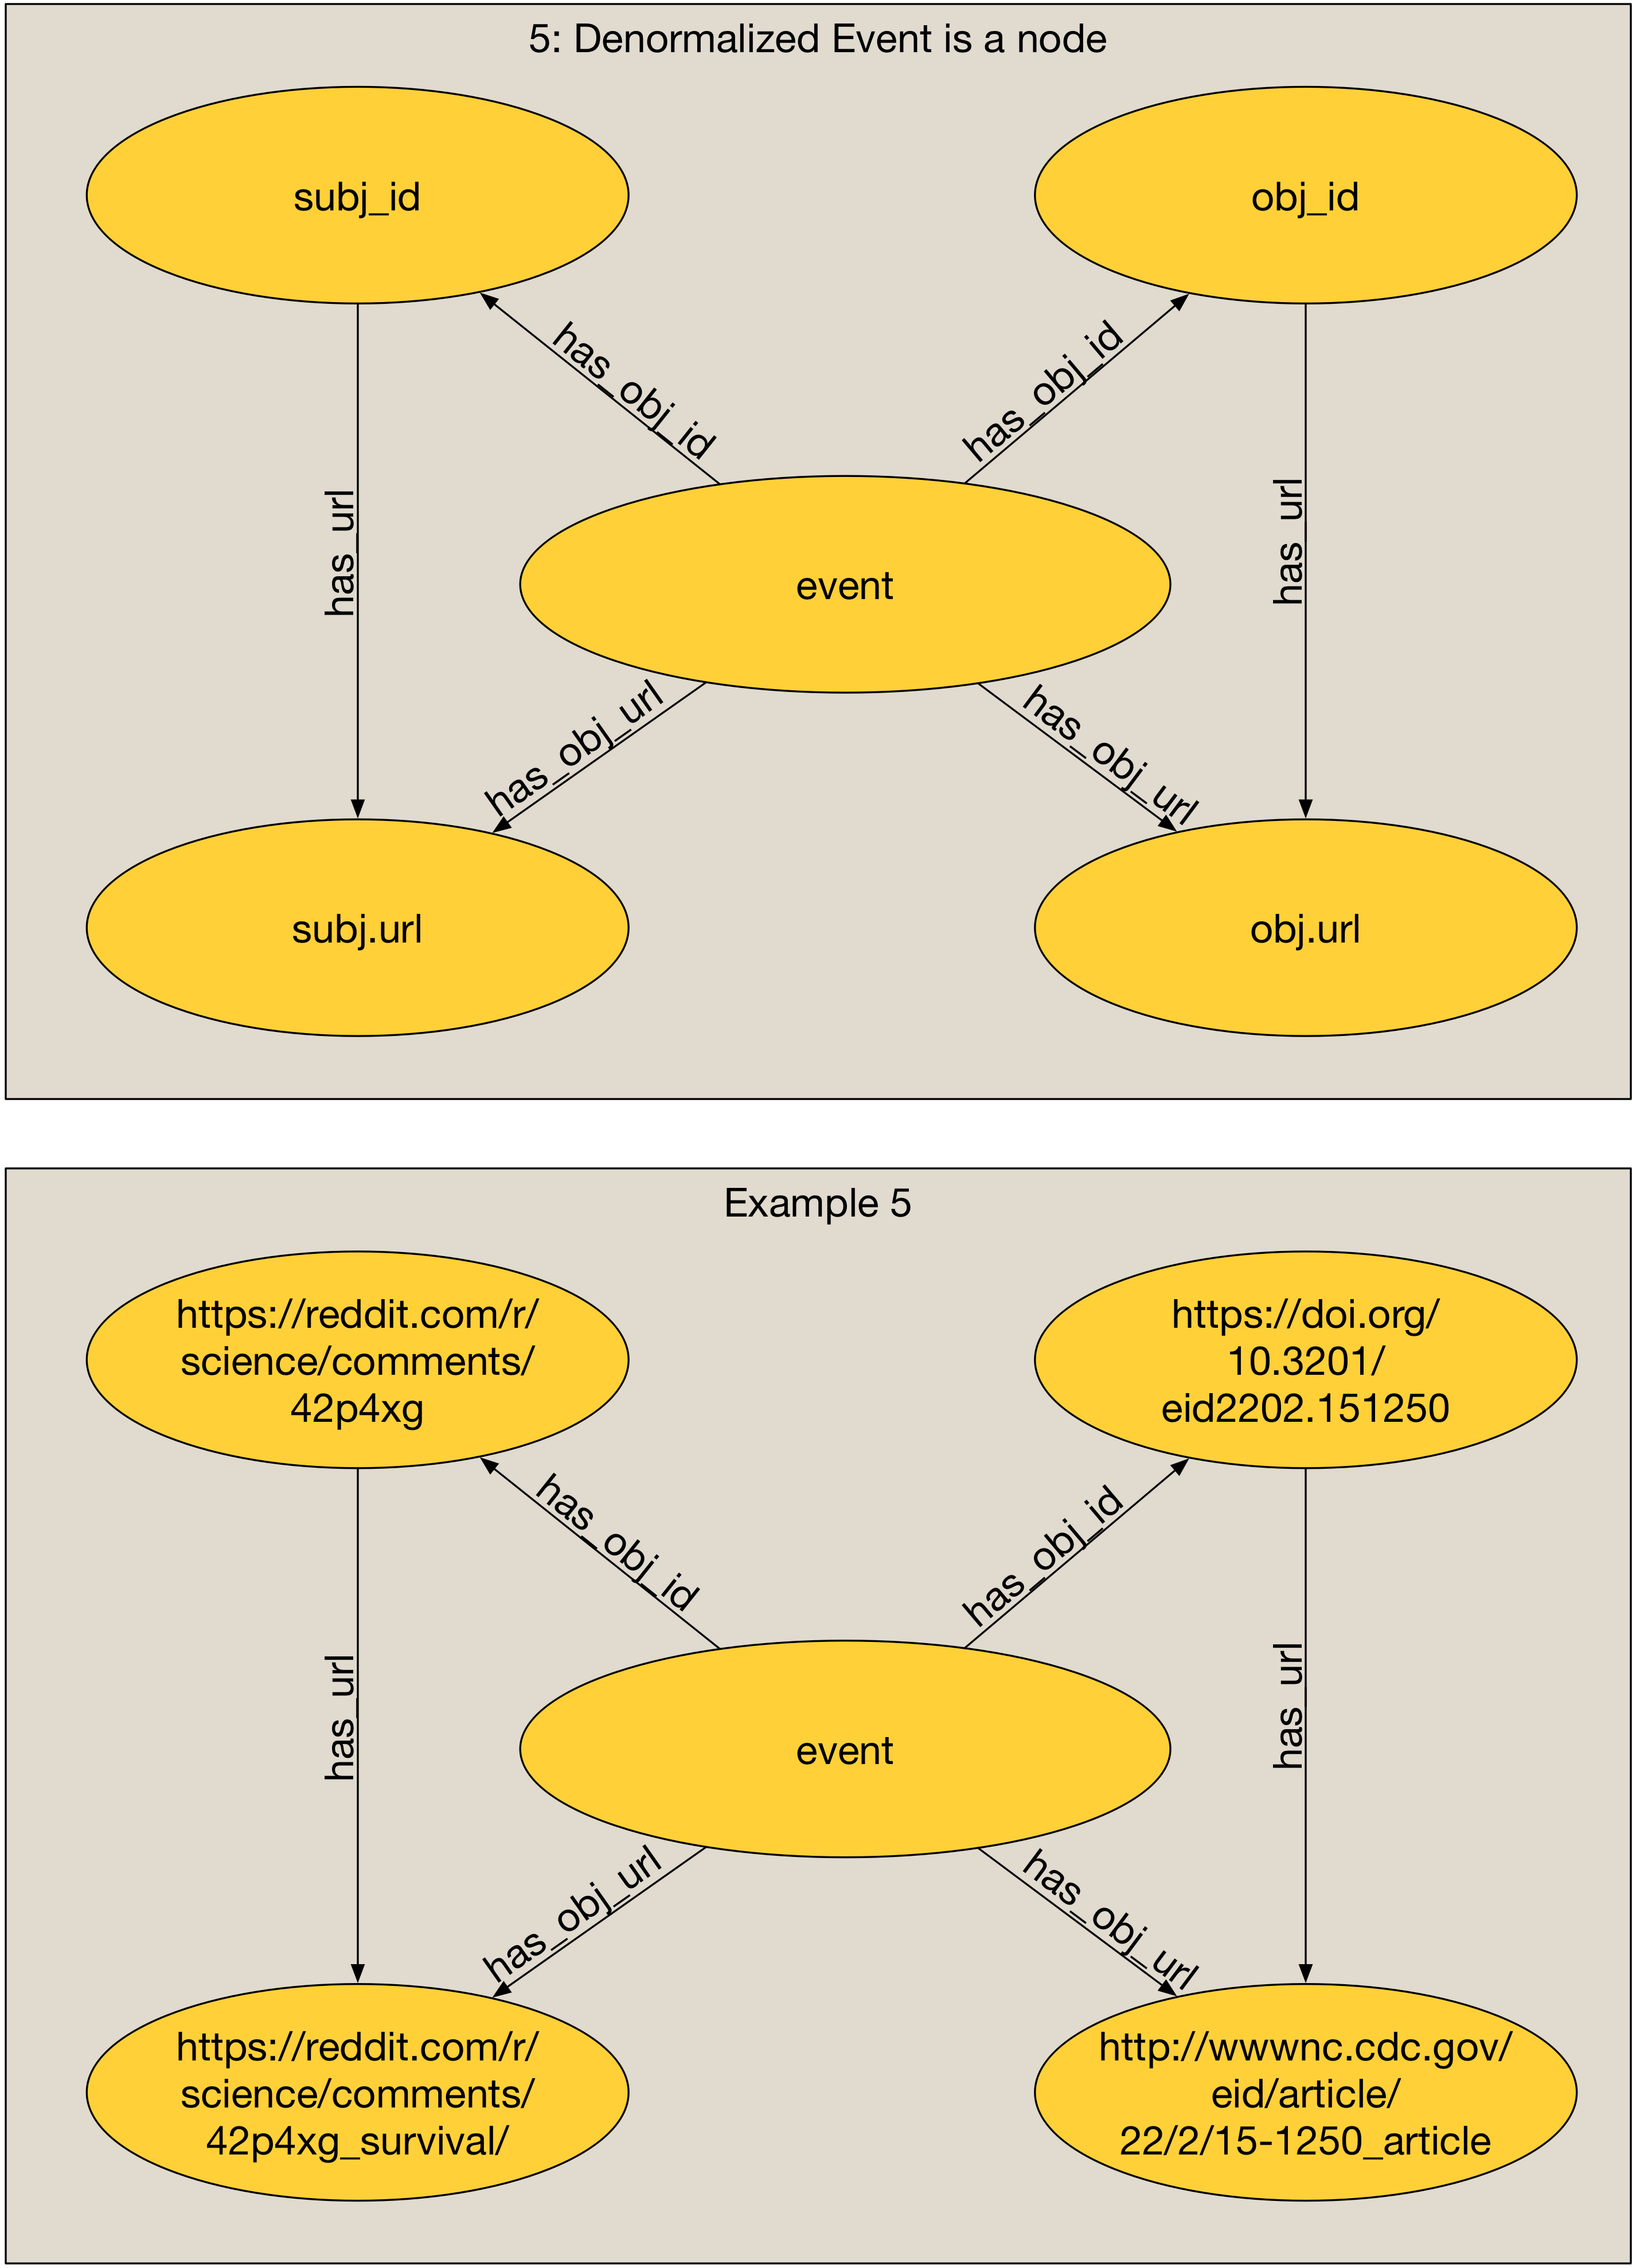 5: Denormalized Event is a node
subj_id
obj_id
has_obj_id
has_obj_id
has_url
has_url
event
has_obj_url
has_obj_url
subj.url
obj.url
Example 5
https://reddit.com/r/
science/comments/
42p4xg
https://doi.org/
10.3201/
eid2202.151250
has_obj_id
has_obj_id
has_url
has_url
event
has_obj_url
has_obj_url
https://reddit.com/r/
science/comments/
42p4xg_survival/
http://wwwnc.cdc.gov/
eid/article/
22/2/15-1250_article